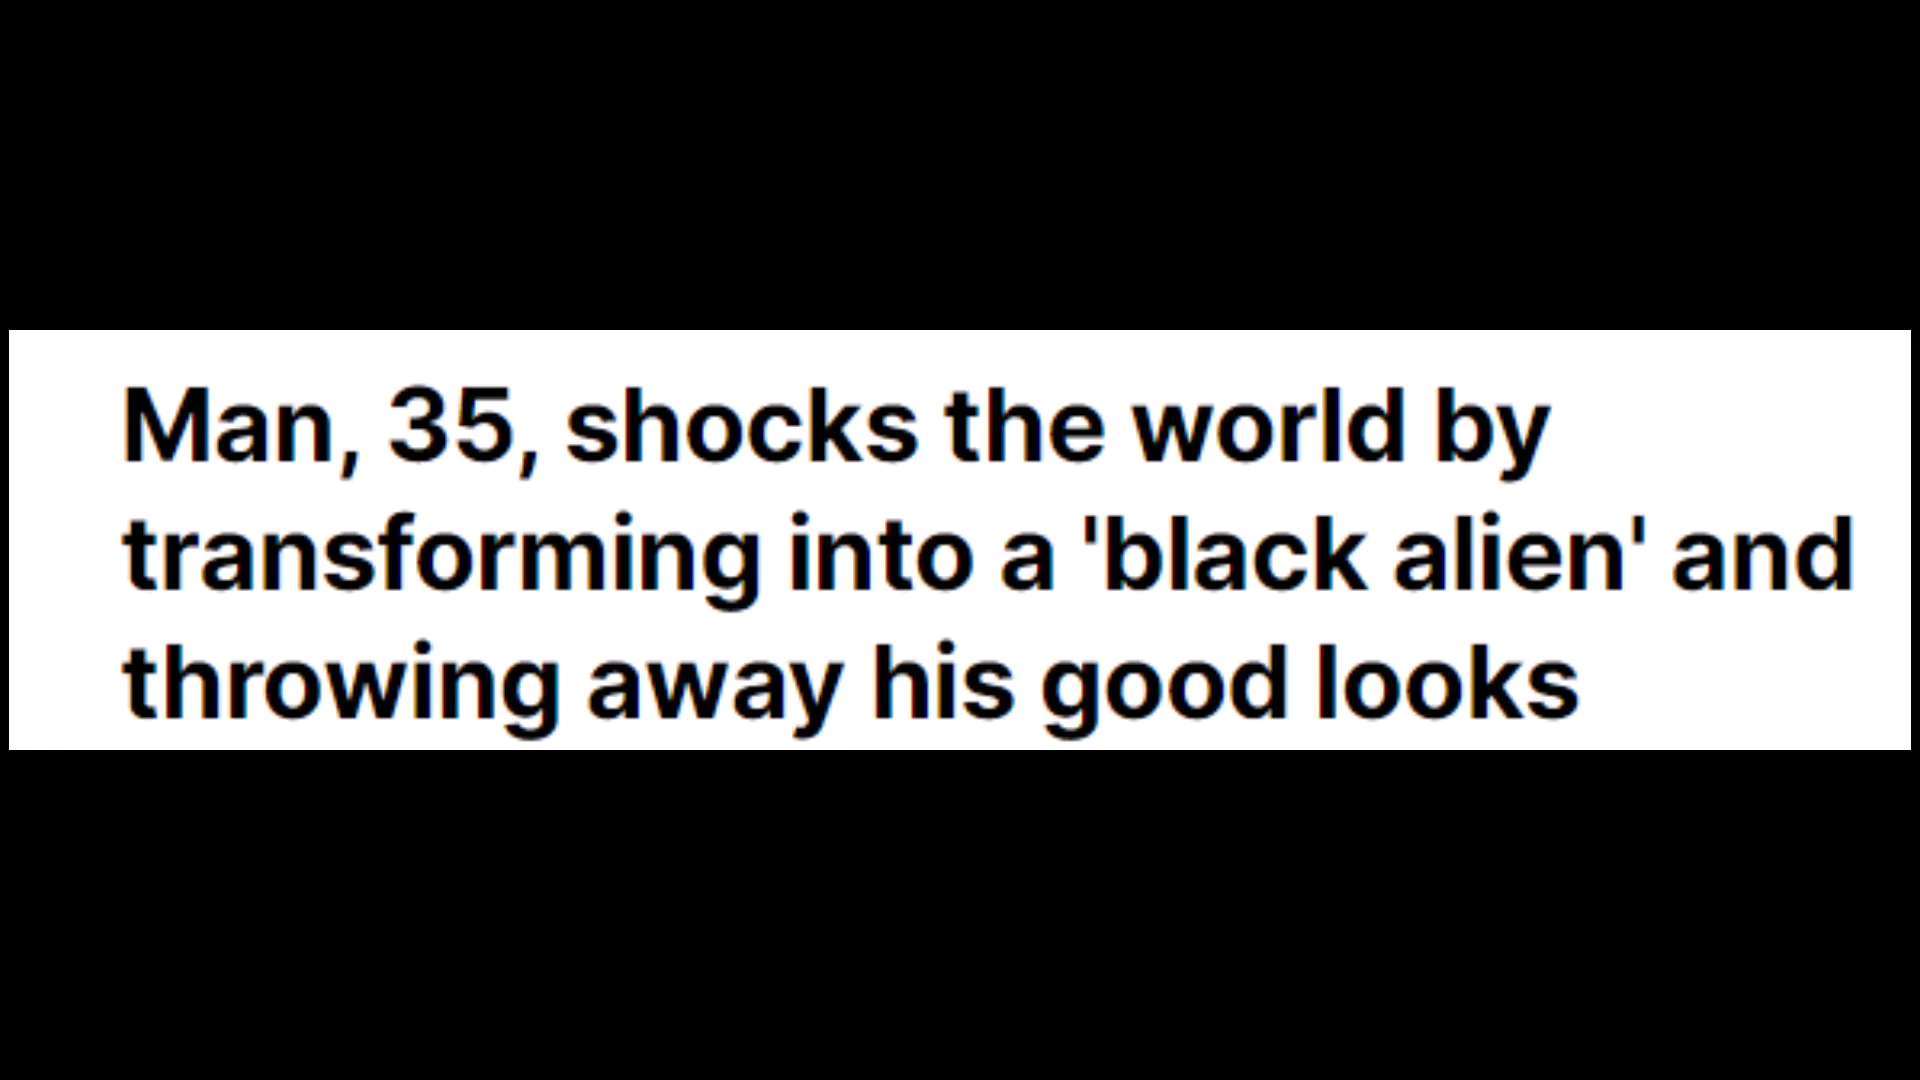 Man, 35, shocks the world by
transforming into a 'black alien' and
throwing away his good looks